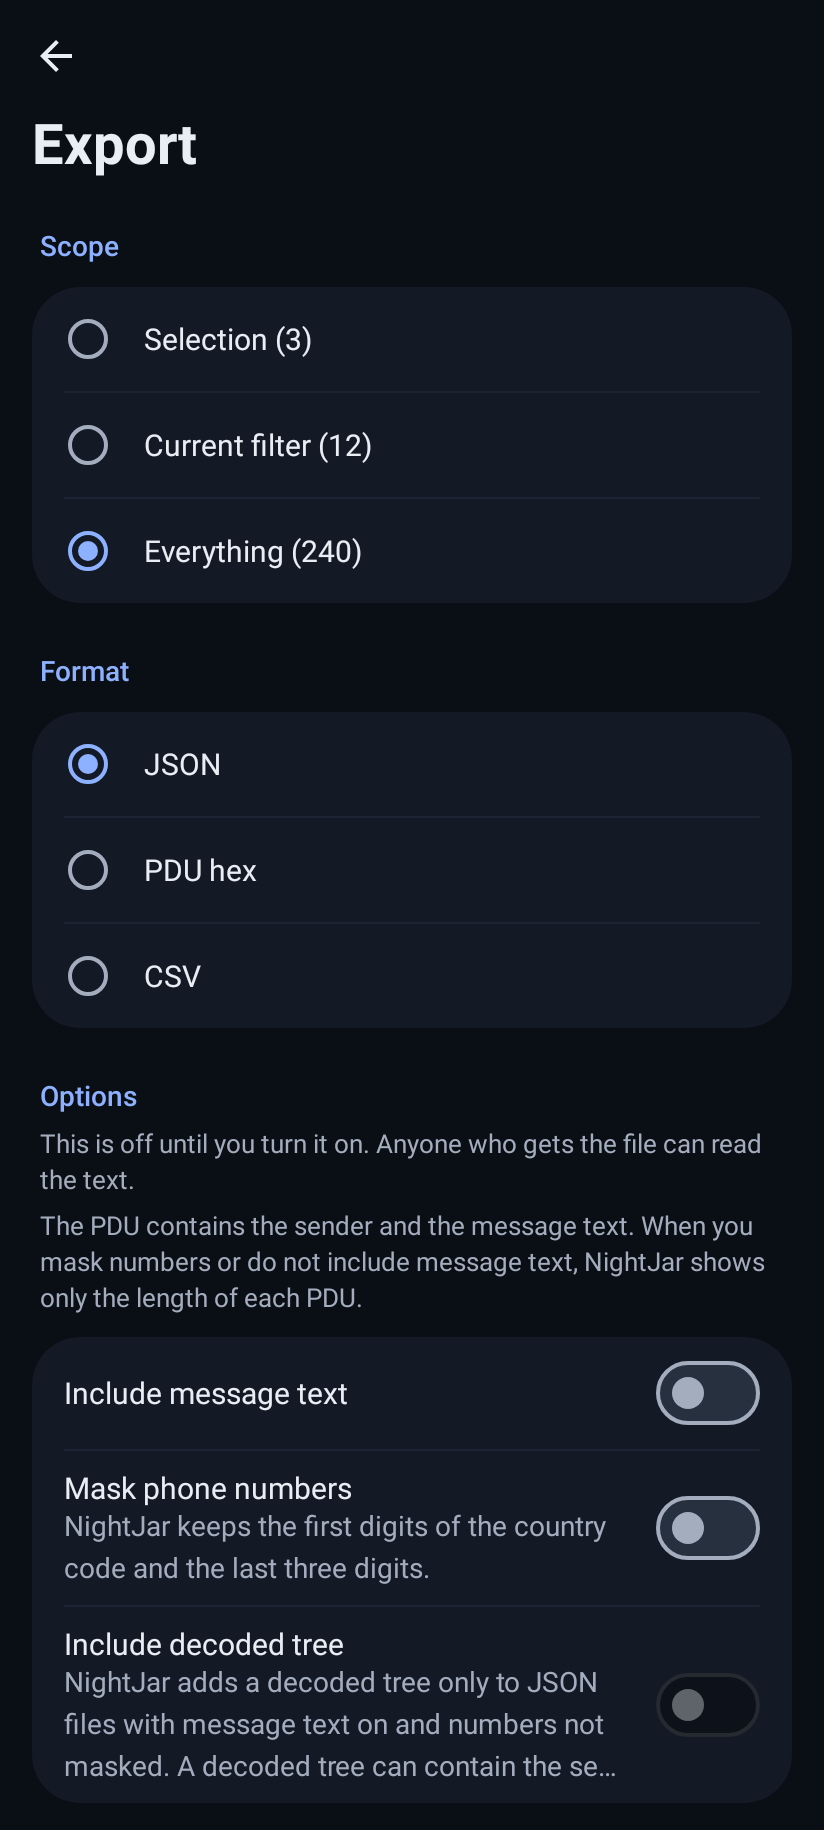 Export
Scope
Selection (3)
Current filter (12)
Everything (240)
Format
JSON
PDU hex
CSV
Options
This is off until you turn it on. Anyone who gets the file can read
the text.
The PDU contains the sender and the message text. When you
mask numbers or do not include message text, NightJar shows
only the length of each PDU.
Include message text
Mask phone numbers
NightJar keeps the first digits of the country
code and the last three digits.
Include decoded tree
NightJar adds a decoded tree only to JSON
files with message text on and numbers not
masked. A decoded tree can contain the se...